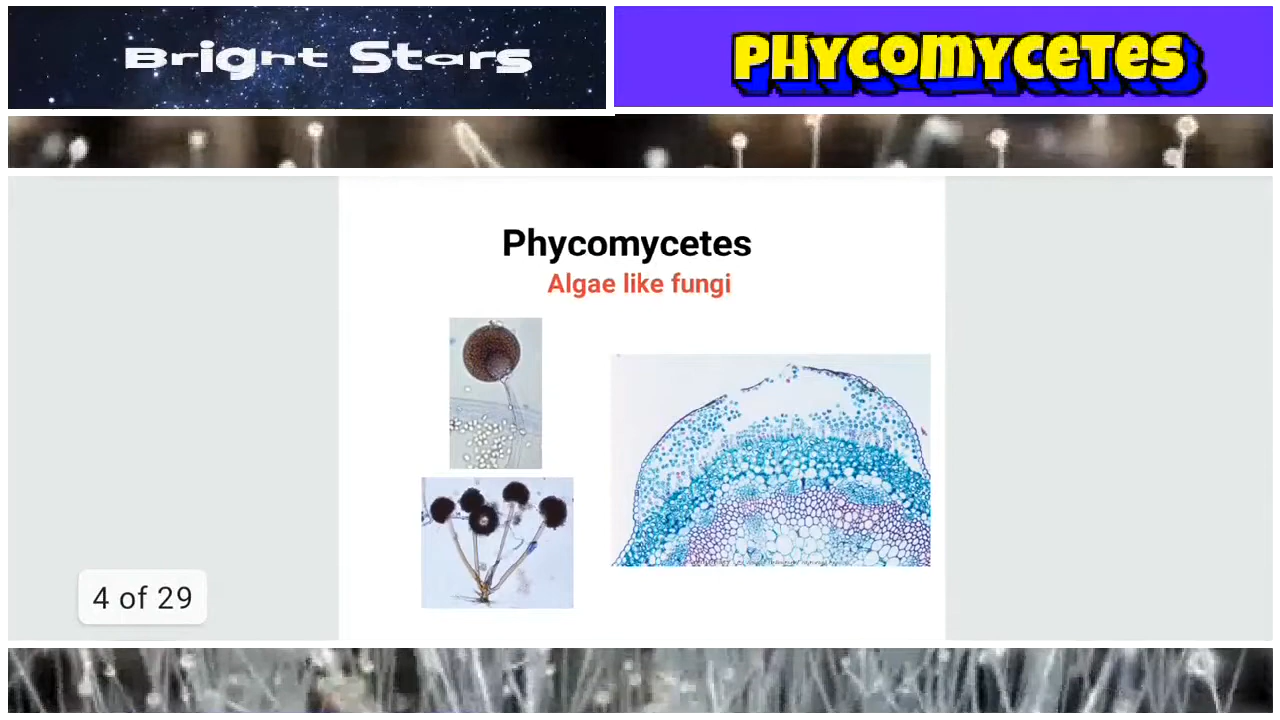 Bright Stars
PHYCOMYCETES
Phycomycetes
Algae like fungi
4 of 29